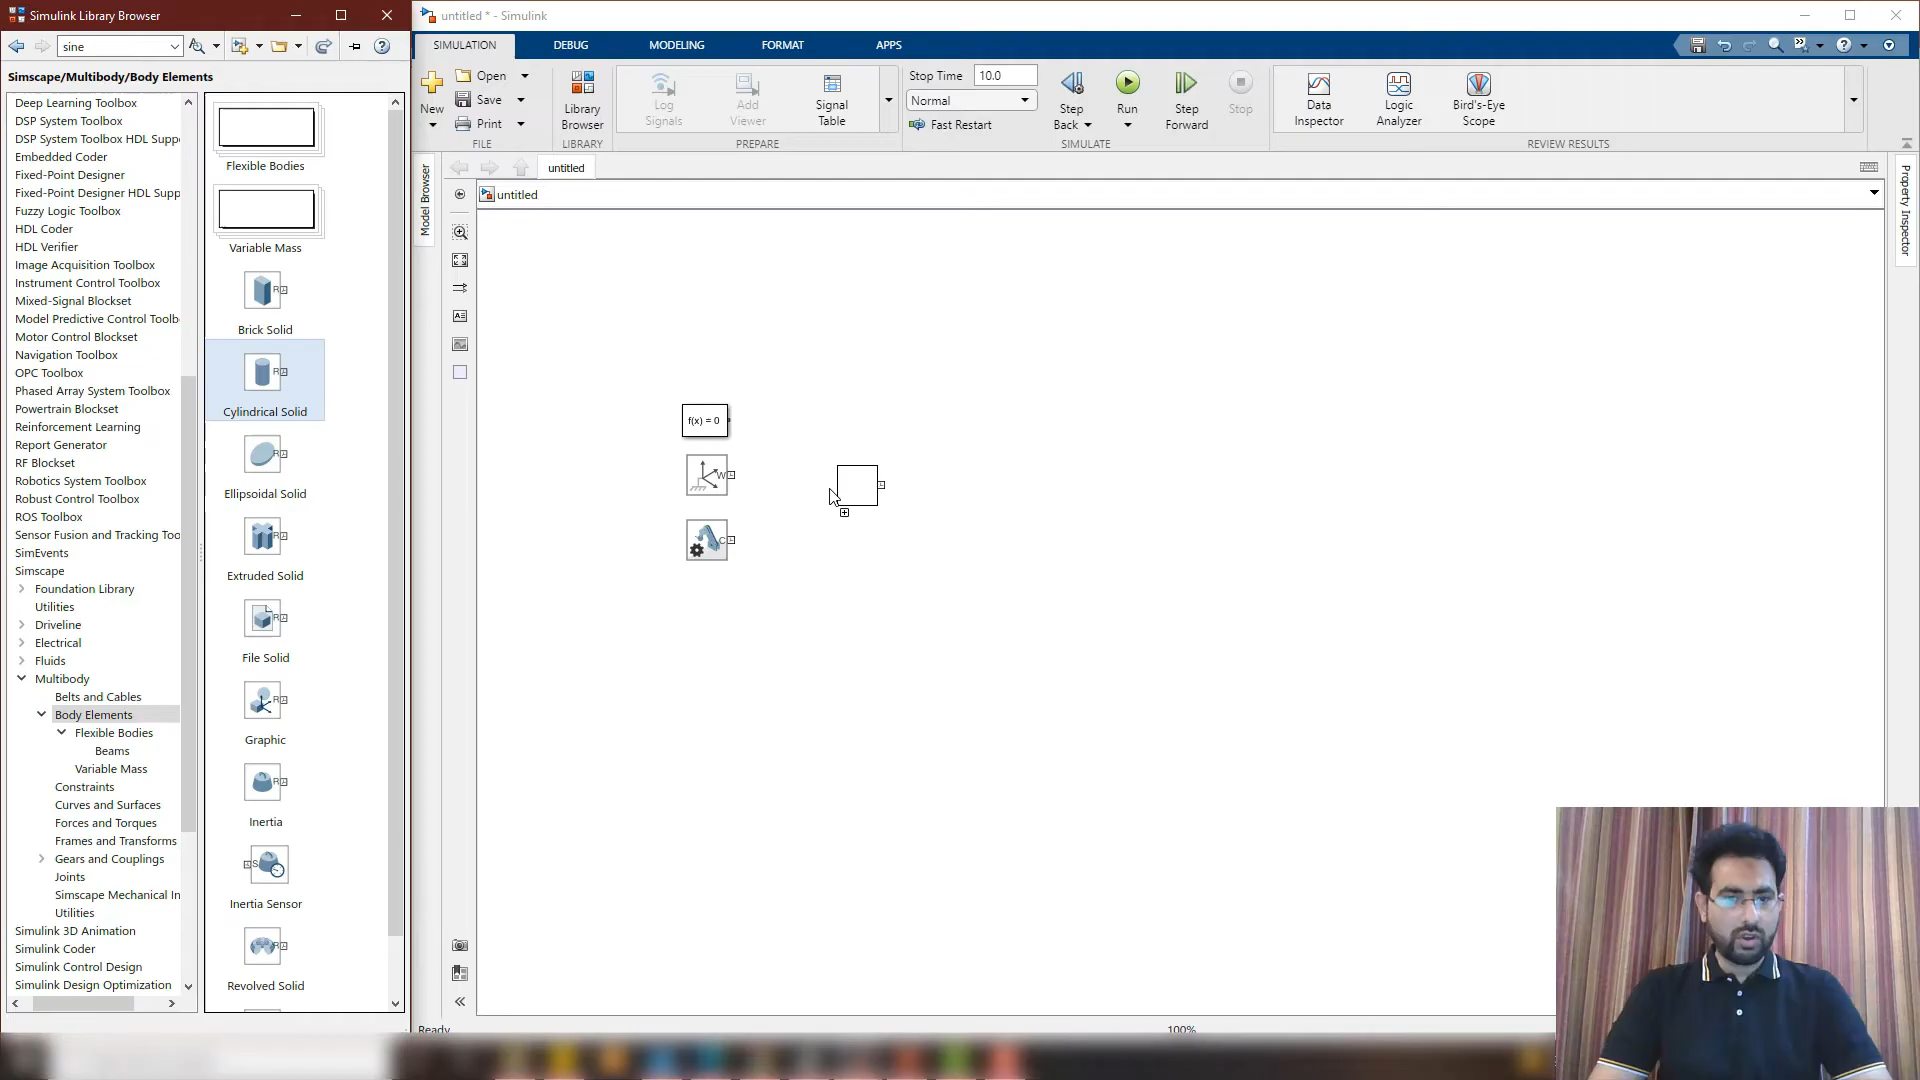 Simulink Library Browser
untitled * - Simulink
SIMULATION
DEBUG
MODELING
FORMAT
APPS
sine
Simscape/Multibody/Body Elements
New
Open
Save
Print
FILE
Library
Browser
LIBRARY
Log
Signals
Add
Viewer
Signal
Table
PREPARE
Stop Time
10.0
Normal
Fast Restart
Step
Back
Run
Step
Forward
Stop
SIMULATE
Data
Inspector
Logic
Analyzer
Bird's-Eye
Scope
REVIEW RESULTS
Deep Learning Toolbox
DSP System Toolbox
DSP System Toolbox HDL Supp
Embedded Coder
Fixed-Point Designer
Fixed-Point Designer HDL Supp
Fuzzy Logic Toolbox
HDL Coder
HDL Verifier
Image Acquisition Toolbox
Instrument Control Toolbox
Mixed-Signal Blockset
Model Predictive Control Toolb
Motor Control Blockset
Navigation Toolbox
OPC Toolbox
Phased Array System Toolbox
Powertrain Blockset
Reinforcement Learning
Report Generator
RF Blockset
Robotics System Toolbox
Robust Control Toolbox
ROS Toolbox
Sensor Fusion and Tracking Too
SimEvents
Simscape
Foundation Library
Utilities
Driveline
Electrical
Fluids
Multibody
Belts and Cables
Body Elements
Flexible Bodies
Beams
Variable Mass
Constraints
Curves and Surfaces
Forces and Torques
Frames and Transforms
Gears and Couplings
Joints
Simscape Mechanical In
Utilities
Simulink 3D Animation
Simulink Coder
Simulink Control Design
Simulink Design Optimization
Flexible Bodies
Variable Mass
R
Brick Solid
R
Cylindrical Solid
R
Ellipsoidal Solid
R
Extruded Solid
R
File Solid
R
Graphic
R
Inertia
S
Inertia Sensor
R
Revolved Solid
Model Browser
untitled
untitled
Property Inspector
f(x) = 0
W
C
Ready
100%